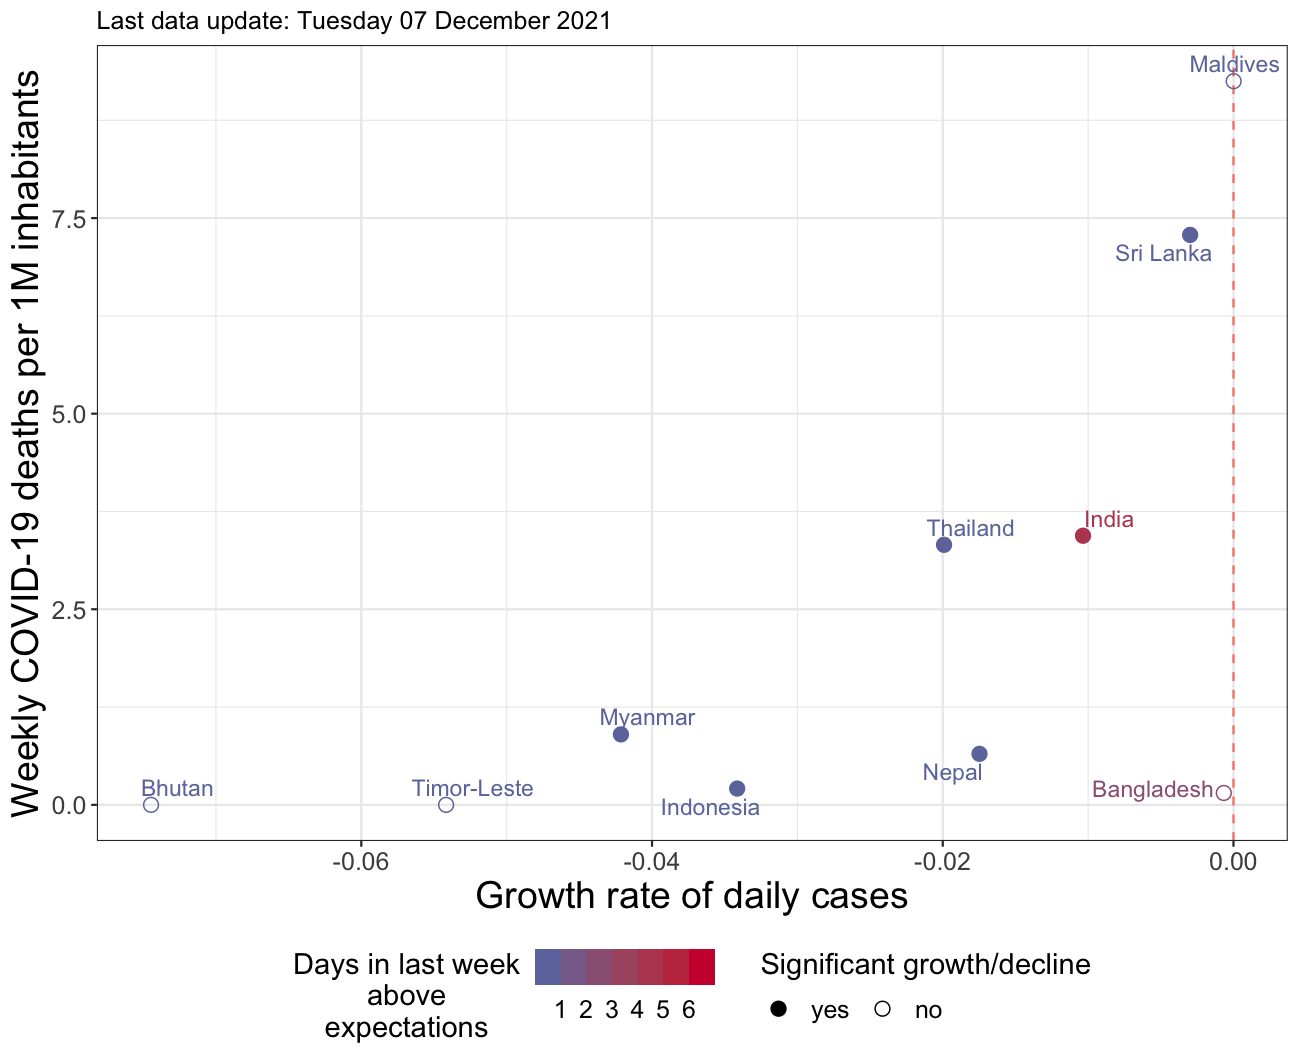 Last data update: Tuesday 07 December 2021
Weekly COVID-19 deaths per 1M inhabitants
Maldives
7.5
Sri Lanka
5.0
India
Thailand
2.5
Myanmar
Nepal
Bhutan
Timor-Leste
Bangladesh
0.0
Indonesia
-0.06
-0.04
-0.02
0.00
Growth rate of daily cases
Days in last week
above
expectations
1 2 3 4 5 6
Significant growth/decline
yes
no